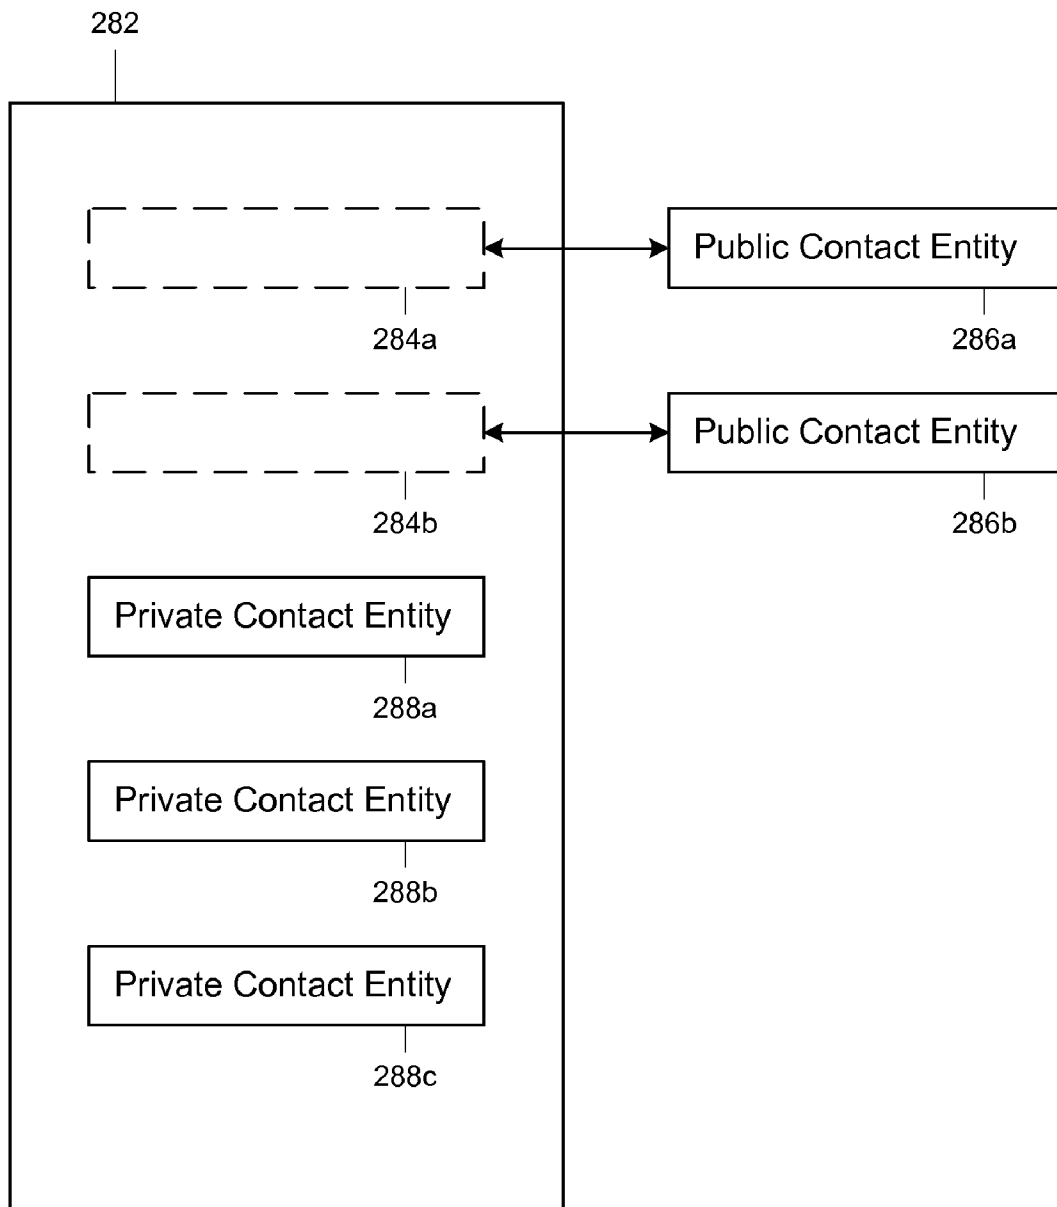 282
Public Contact Entity
284a
286a
Public Contact Entity
284b
286b
Private Contact Entity
288a
Private Contact Entity
288b
Private Contact Entity
288c